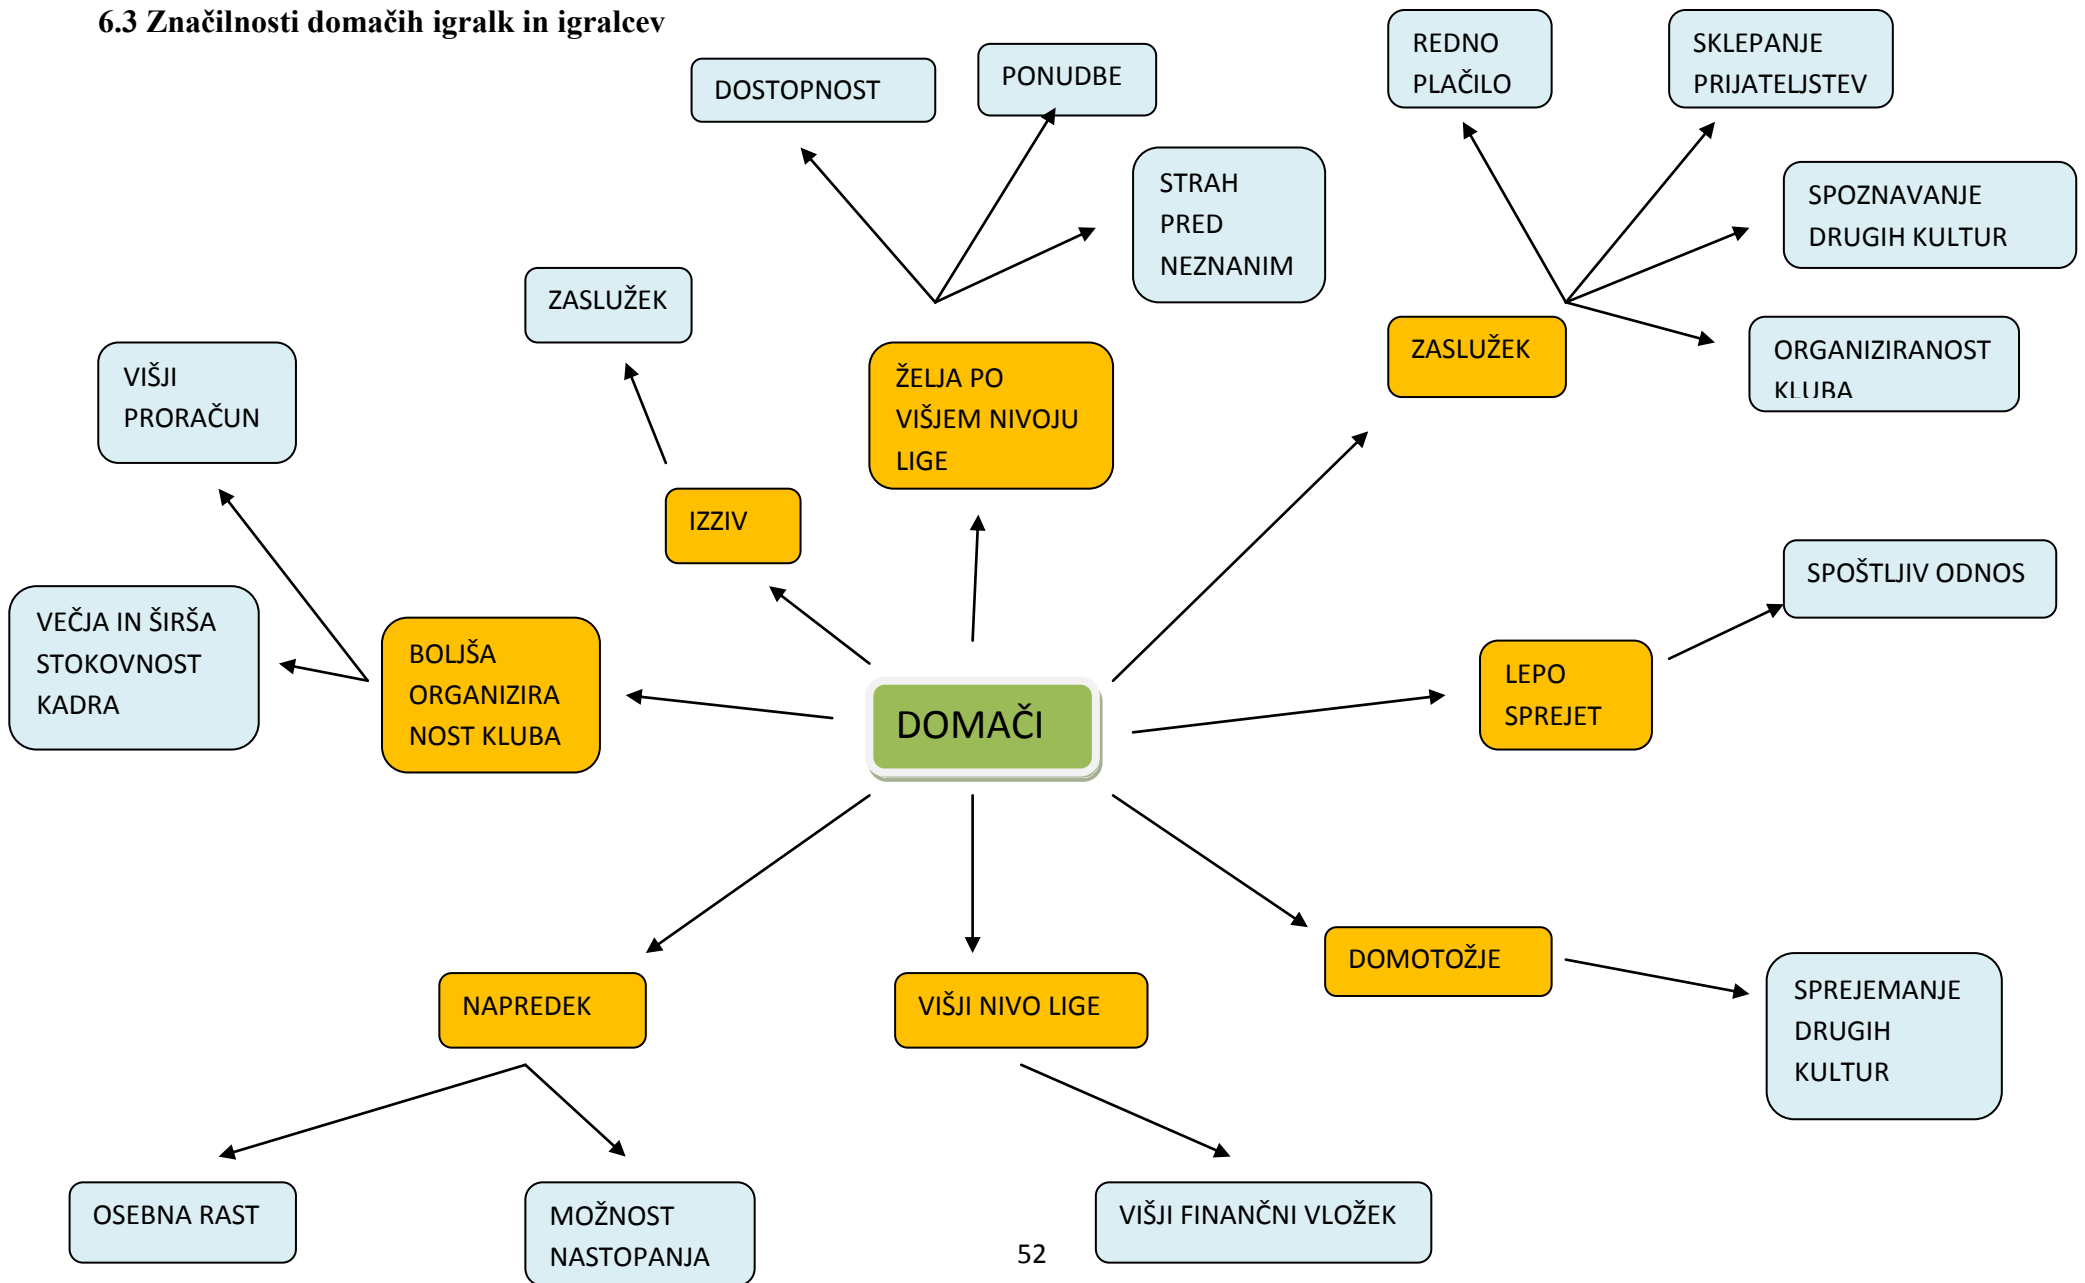 6.3 Značilnosti domačih igralk in igralcev
DOSTOPNOST
PONUDBE
STRAH
PRED
NEZNANIM
REDNO
PLAČILO
SKLEPANJE
PRIJATELJSTEV
SPOZNAVANJE
DRUGIH KULTUR
ORGANIZIRANOST
KLUBA
ZASLUŽEK
ZASLUŽEK
ŽELJA PO
VIŠJEM NIVOJU
LIGE
IZZIV
VIŠJI
PRORAČUN
VEČJA IN ŠIRŠA
STOKOVNOST
KADRA
BOLJŠA
ORGANIZIRA
NOST KLUBA
DOMAČI
LEPO
SPREJET
SPOŠTLJIV ODNOS
DOMOTOŽJE
SPREJEMANJE
DRUGIH
KULTUR
NAPREDEK
VIŠJI NIVO LIGE
OSEBNA RAST
MOŽNOST
NASTOPANJA
VIŠJI FINANČNI VLOŽEK
52